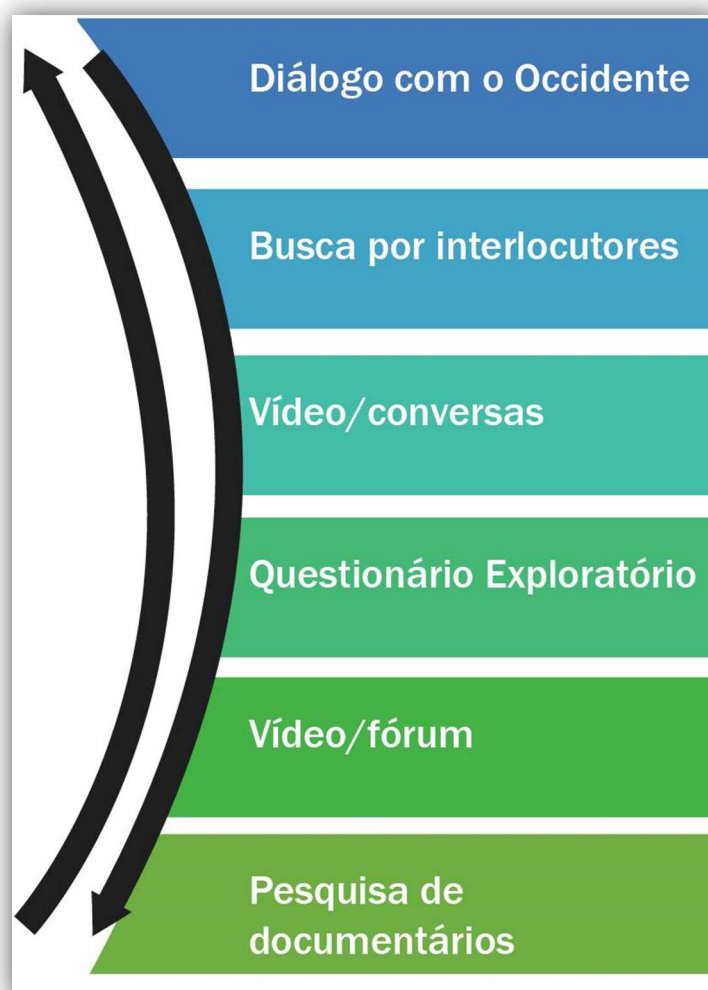 Diálogo com o Occidente
Busca por interlocutores
Vídeo/conversas
Questionário Exploratório
Vídeo/fórum
Pesquisa de
documentários